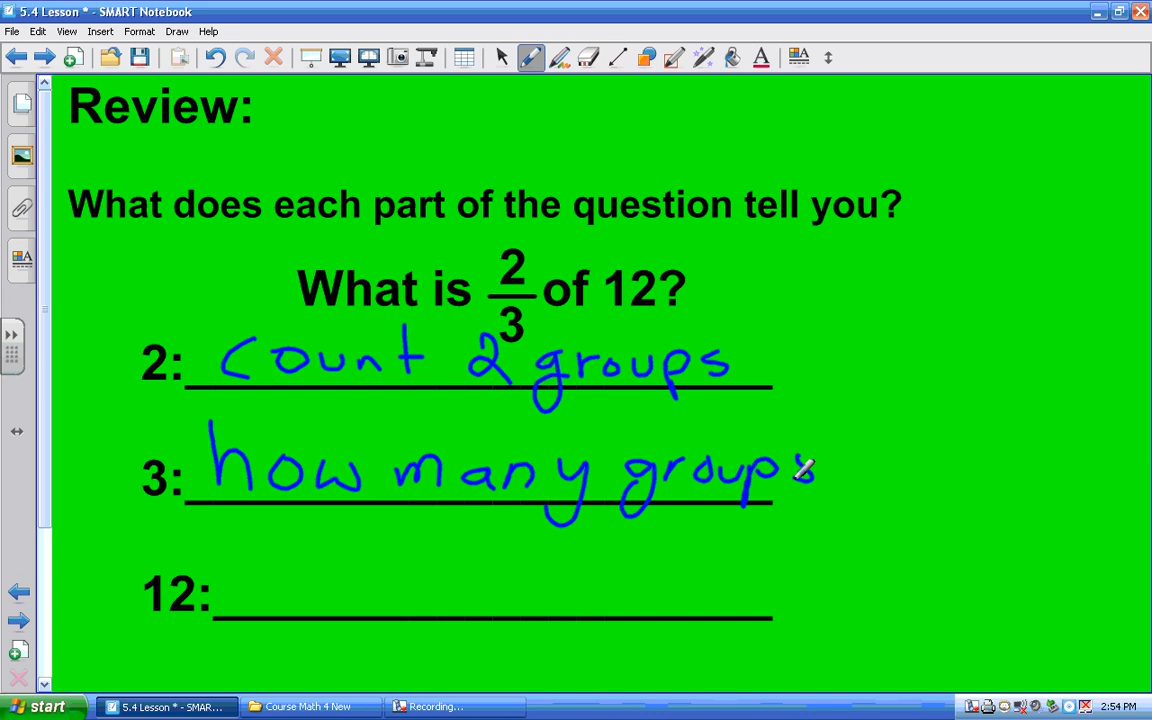 5.4 Lesson * - SMART Notebook
File Edit View Insert Format Draw Help
Review:
What does each part of the question tell you?
What is 2/3 of 12?
2: count 2 groups
3: how many groups
12:
start 5.4 Lesson * - SMAR... Course Math 4 New Recording... 2:54 PM